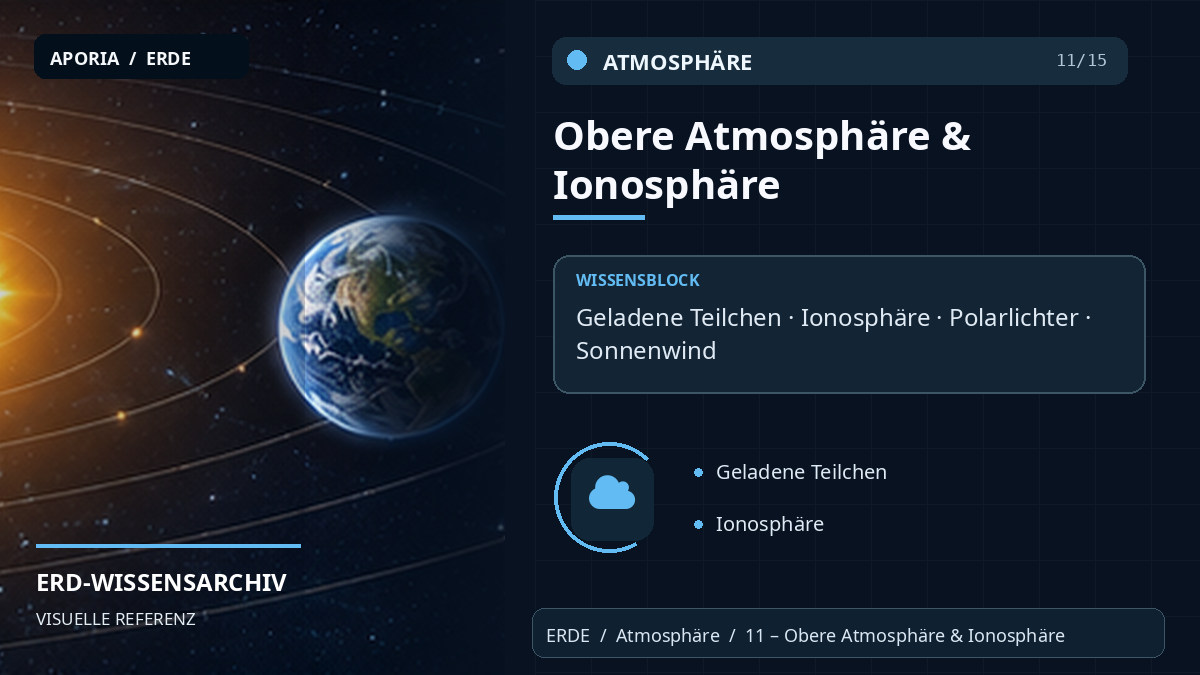 APORIA / ERDE
ERD-WISSENSARCHIV
VISUELLE REFERENZ
ATMOSPHÄRE
11/15
Obere Atmosphäre &
Ionosphäre
WISSENSBLOCK
Geladene Teilchen · Ionosphäre · Polarlichter ·
Sonnenwind
Geladene Teilchen
Ionosphäre
ERDE / Atmosphäre / 11 – Obere Atmosphäre & Ionosphäre